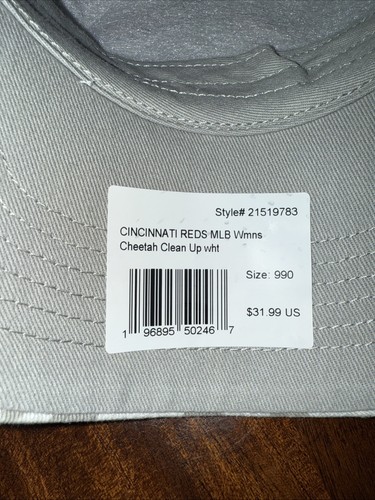 Style# 21519783
CINCINNATI REDS MLB Wmns
Cheetah Clean Up wht
Size: 990
$31.99 US
1 96895 50246 7